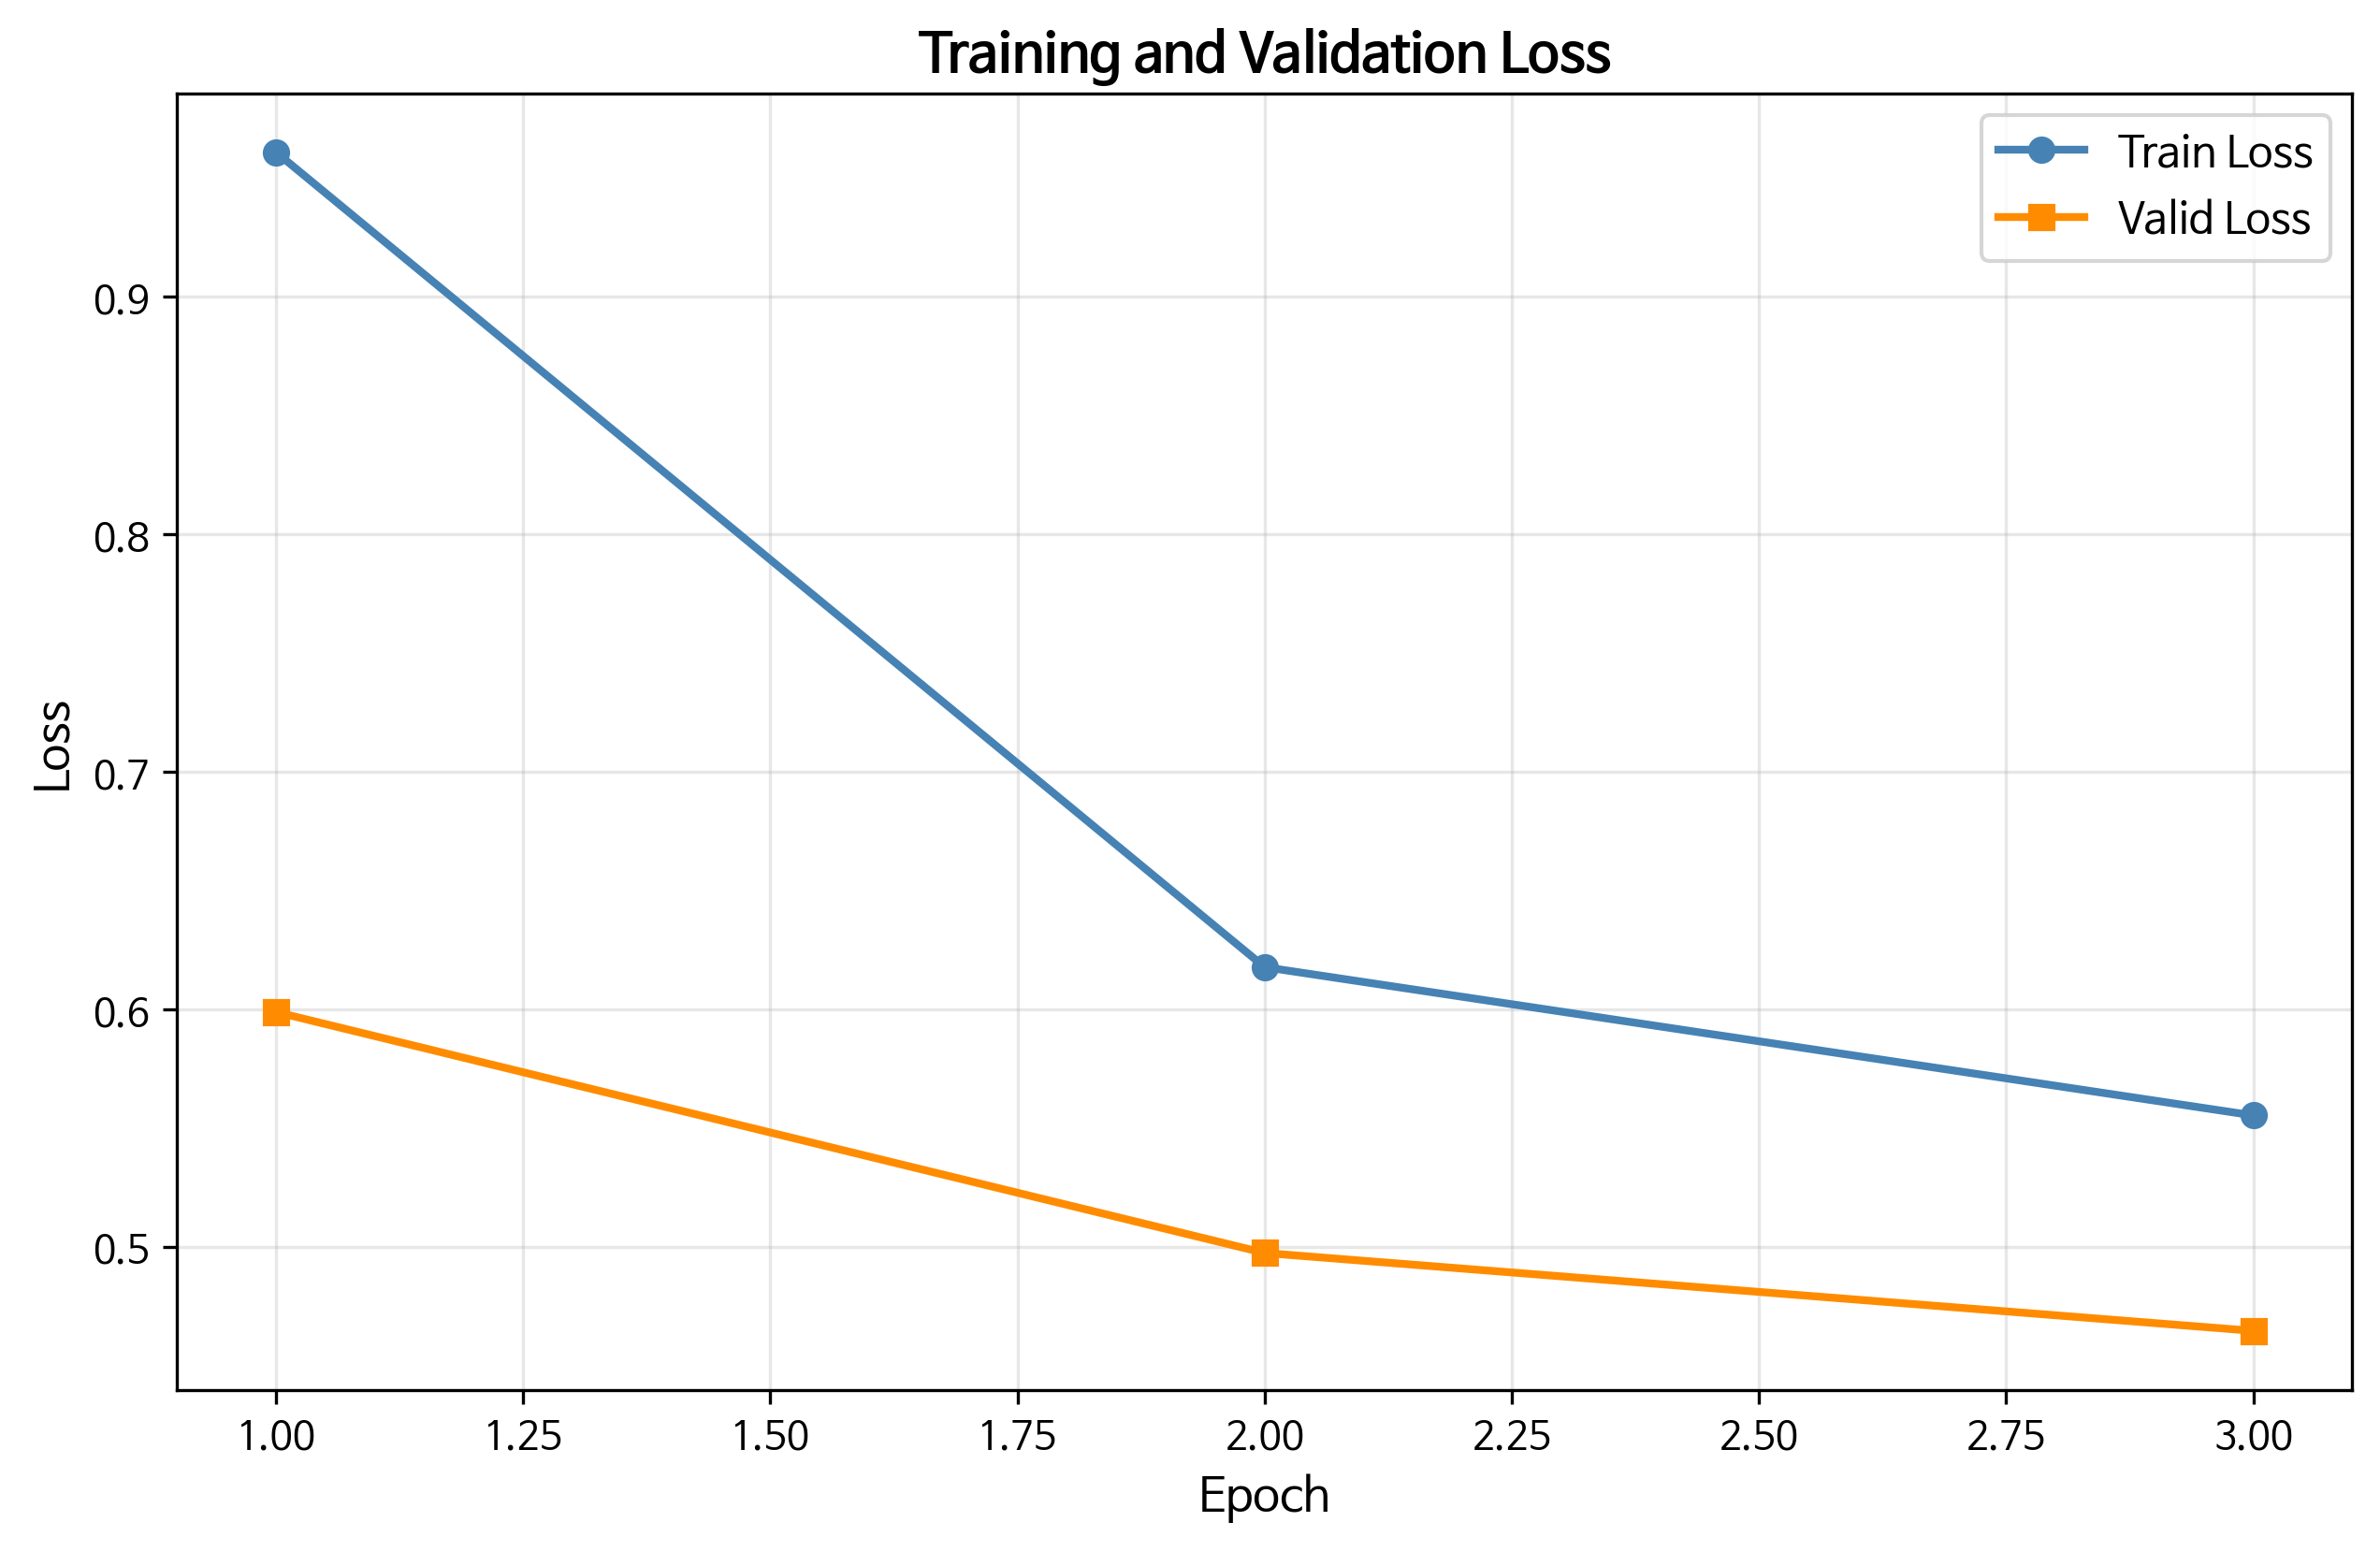 Training and Validation Loss
Train Loss
Valid Loss
0.9
0.8
0.7
0.6
0.5
Loss
1.00 1.25 1.50 1.75 2.00 2.25 2.50 2.75 3.00
Epoch